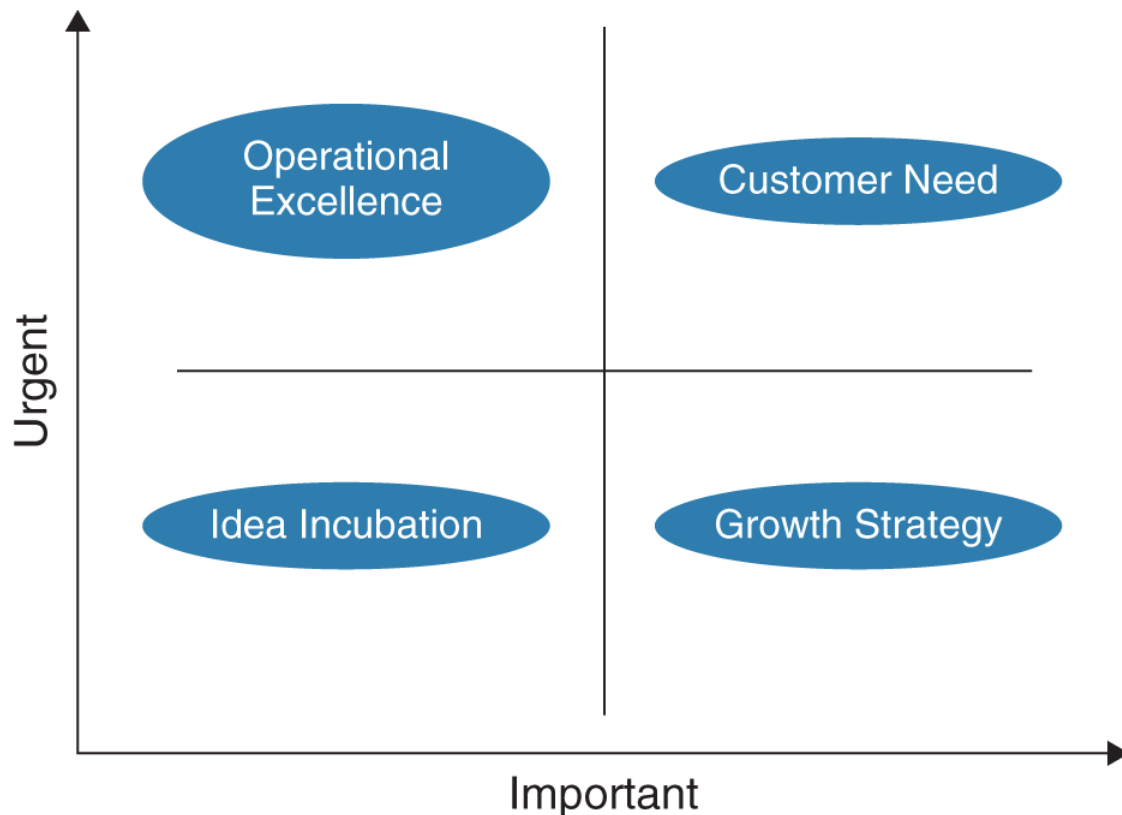 Operational
Excellence
Customer Need
Urgent
Idea Incubation
Growth Strategy
Important